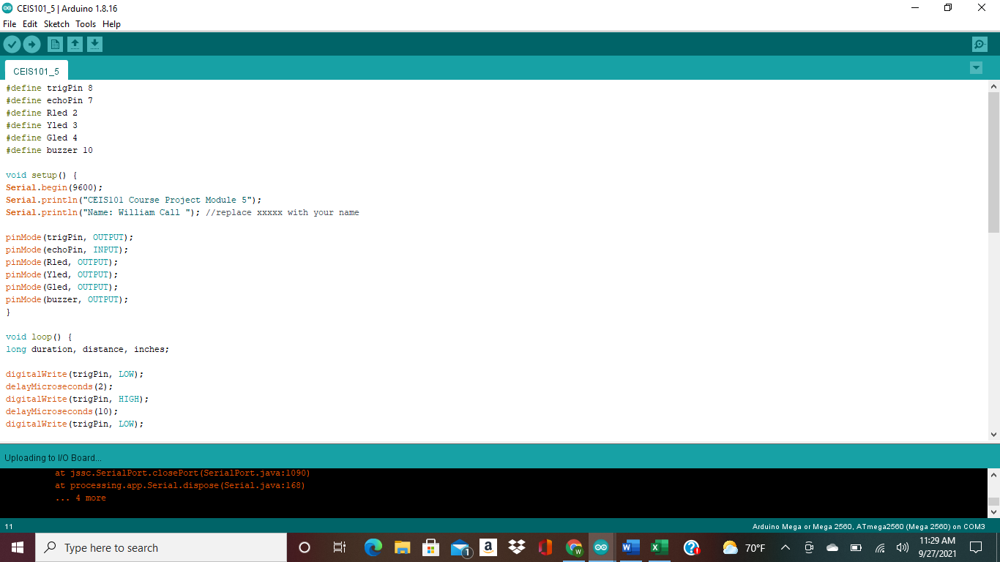 CEIS101_5 | Arduino 1.8.16
File Edit Sketch Tools Help
CEIS101_5
#define trigPin 8
#define echoPin 7
#define Rled 2
#define Yled 3
#define Gled 4
#define buzzer 10
void setup() {
Serial.begin(9600);
Serial.println("CEIS101 Course Project Module 5");
Serial.println("Name: William Call "); //replace xxxxx with your name
pinMode(trigPin, OUTPUT);
pinMode(echoPin, INPUT);
pinMode(Rled, OUTPUT);
pinMode(Yled, OUTPUT);
pinMode(Gled, OUTPUT);
pinMode(buzzer, OUTPUT);
}
void loop() {
long duration, distance, inches;
digitalWrite(trigPin, LOW);
delayMicroseconds(2);
digitalWrite(trigPin, HIGH);
delayMicroseconds(10);
digitalWrite(trigPin, LOW);
Uploading to I/O Board...
at jssc.SerialPort.closePort(SerialPort.java:1090)
at processing.app.Serial.dispose(Serial.java:168)
... 4 more
11
Arduino Mega or Mega 2560, ATmega2560 (Mega 2560) on COM3
Type here to search
1
a
W
W
X
70°F
11:29 AM
9/27/2021